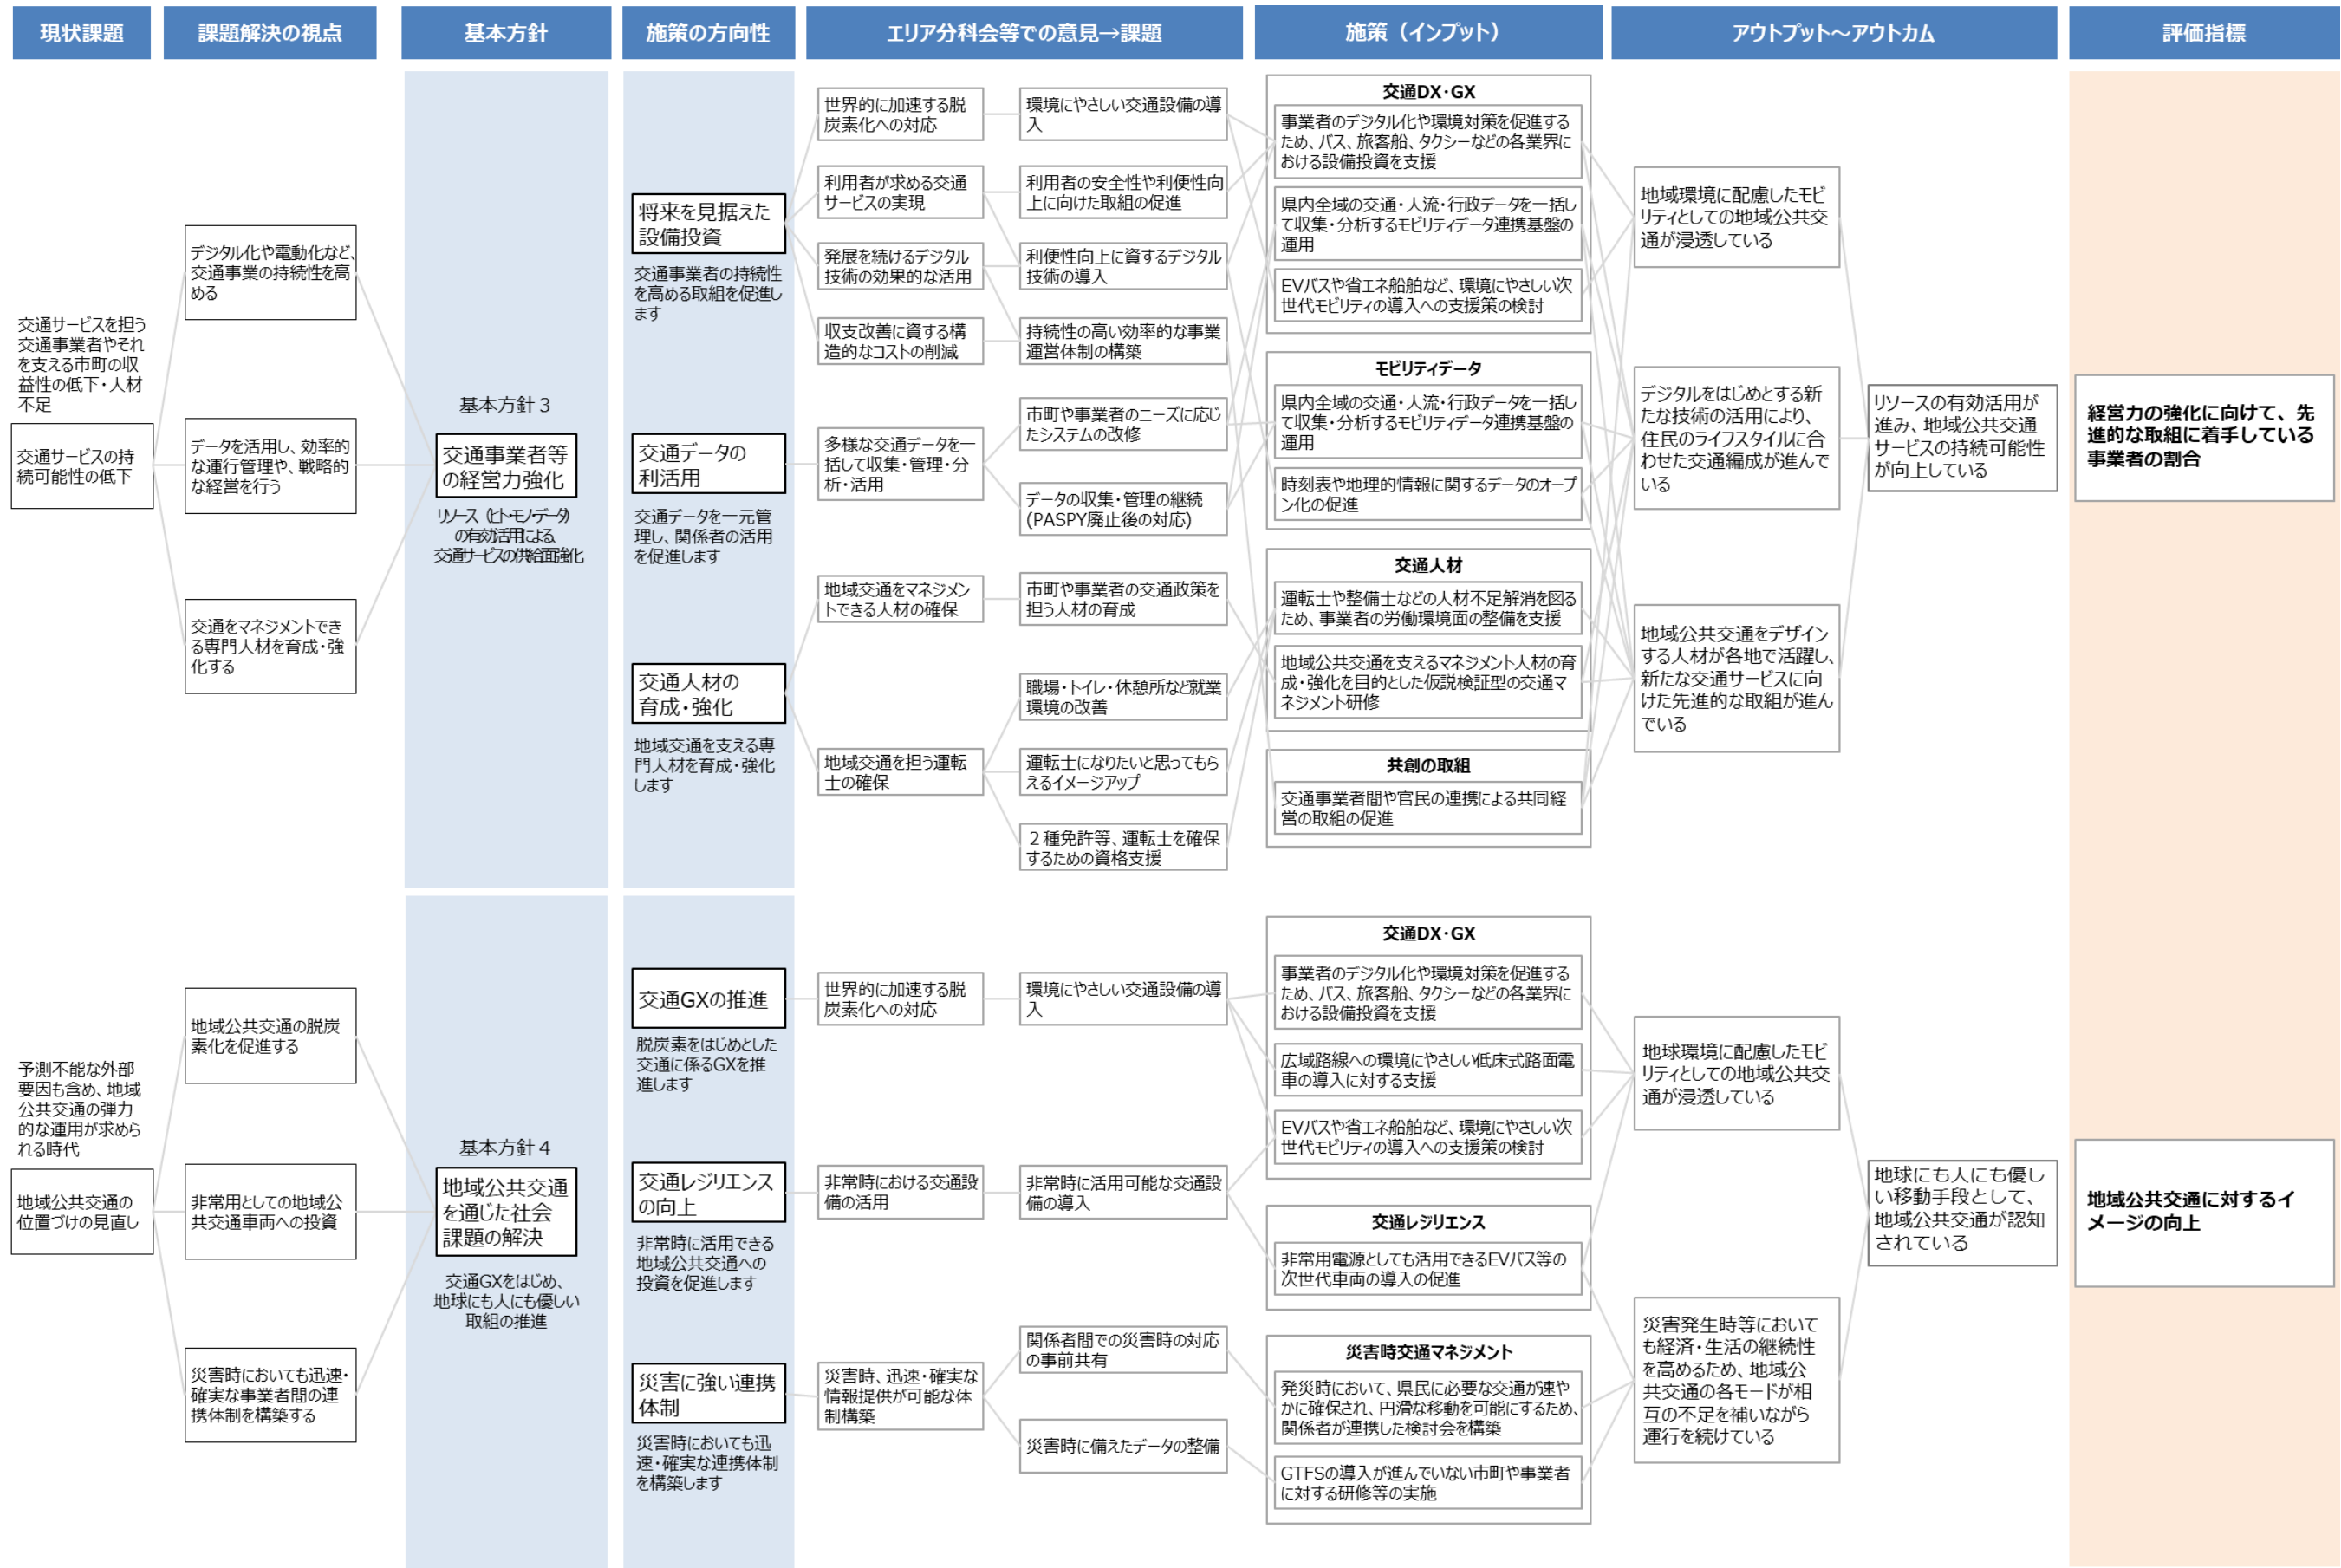 現状課題
課題解決の視点
基本方針
施策の方向性
エリア分科会等での意見→課題
施策（インプット）
アウトプット～アウトカム
評価指標
交通サービスを担う
交通事業者やそれ
を支える市町の収
益性の低下・人材
不足
交通サービスの持
続可能性の低下
デジタル化や電動化など、
交通事業の持続性を高
める
データを活用し、効率的
な運行管理や、戦略的
な経営を行う
交通をマネジメントでき
る専門人材を育成・強
化する
基本方針３
交通事業者等
の経営力強化
リソース（ヒト・モノ・データ）
の有効活用による、
交通サービスの供給面強化
将来を見据えた
設備投資
交通事業者の持続性
を高める取組を促進し
ます
交通データの
利活用
交通データを一元管
理し、関係者の活用
を促進します
交通人材の
育成・強化
地域交通を支える専
門人材を育成・強化
します
世界的に加速する脱
炭素化への対応
利用者が求める交通
サービスの実現
発展を続けるデジタル
技術の効果的な活用
収支改善に資する構
造的なコストの削減
多様な交通データを一
括して収集・管理・分
析・活用
地域交通をマネジメン
トできる人材の確保
地域交通を担う運転
士の確保
環境にやさしい交通設備の導
入
利用者の安全性や利便性向
上に向けた取組の促進
利便性向上に資するデジタル
技術の導入
持続性の高い効率的な事業
運営体制の構築
市町や事業者のニーズに応じ
たシステムの改修
データの収集・管理の継続
(PASPY廃止後の対応)
市町や事業者の交通政策を
担う人材の育成
職場・トイレ・休憩所など就業
環境の改善
運転士になりたいと思ってもら
えるイメージアップ
２種免許等、運転士を確保
するための資格支援
交通DX・GX
事業者のデジタル化や環境対策を促進する
ため、バス、旅客船、タクシーなどの各業界に
おける設備投資を支援
県内全域の交通・人流・行政データを一括し
て収集・分析するモビリティデータ連携基盤の
運用
EVバスや省エネ船舶など、環境にやさしい次
世代モビリティの導入への支援策の検討
モビリティデータ
県内全域の交通・人流・行政データを一括し
て収集・分析するモビリティデータ連携基盤の
運用
時刻表や地理的情報に関するデータのオープ
ン化の促進
交通人材
運転士や整備士などの人材不足解消を図る
ため、事業者の労働環境面の整備を支援
地域公共交通を支えるマネジメント人材の育
成・強化を目的とした仮説検証型の交通マ
ネジメント研修
共創の取組
交通事業者間や官民の連携による共同経
営の取組の促進
地域環境に配慮したモビ
リティとしての地域公共交
通が浸透している
デジタルをはじめとする新
たな技術の活用により、
住民のライフスタイルに合
わせた交通編成が進んで
いる
地域公共交通をデザイン
する人材が各地で活躍し、
新たな交通サービスに向
けた先進的な取組が進ん
でいる
リソースの有効活用が
進み、地域公共交通
サービスの持続可能性
が向上している
経営力の強化に向けて、先
進的な取組に着手している
事業者の割合
予測不能な外部
要因も含め、地域
公共交通の弾力
的な運用が求めら
れる時代
地域公共交通の
位置づけの見直し
地域公共交通の脱炭
素化を促進する
非常用としての地域公
共交通車両への投資
災害時においても迅速・
確実な事業者間の連
携体制を構築する
基本方針４
地域公共交通
を通じた社会
課題の解決
交通GXをはじめ、
地球にも人にも優しい
取組の推進
交通GXの推進
脱炭素をはじめとした
交通に係るGXを推
進します
交通レジリエンス
の向上
非常時に活用できる
地域公共交通への
投資を促進します
災害に強い連携
体制
災害時においても迅
速・確実な連携体制
を構築します
世界的に加速する脱
炭素化への対応
非常時における交通設
備の活用
災害時、迅速・確実な
情報提供が可能な体
制構築
環境にやさしい交通設備の導
入
非常時に活用可能な交通設
備の導入
関係者間での災害時の対応
の事前共有
災害時に備えたデータの整備
交通DX・GX
事業者のデジタル化や環境対策を促進する
ため、バス、旅客船、タクシーなどの各業界に
おける設備投資を支援
広域路線への環境にやさしい低床式路面電
車の導入に対する支援
EVバスや省エネ船舶など、環境にやさしい次
世代モビリティの導入への支援策の検討
交通レジリエンス
非常用電源としても活用できるEVバス等の
次世代車両の導入の促進
災害時交通マネジメント
発災時において、県民に必要な交通が速や
かに確保され、円滑な移動を可能にするため、
関係者が連携した検討会を構築
GTFSの導入が進んでいない市町や事業者
に対する研修等の実施
地球環境に配慮したモビ
リティとしての地域公共交
通が浸透している
災害発生時等において
も経済・生活の継続性
を高めるため、地域公
共交通の各モードが相
互の不足を補いながら
運行を続けている
地球にも人にも優し
い移動手段として、
地域公共交通が認知
されている
地域公共交通に対するイ
メージの向上